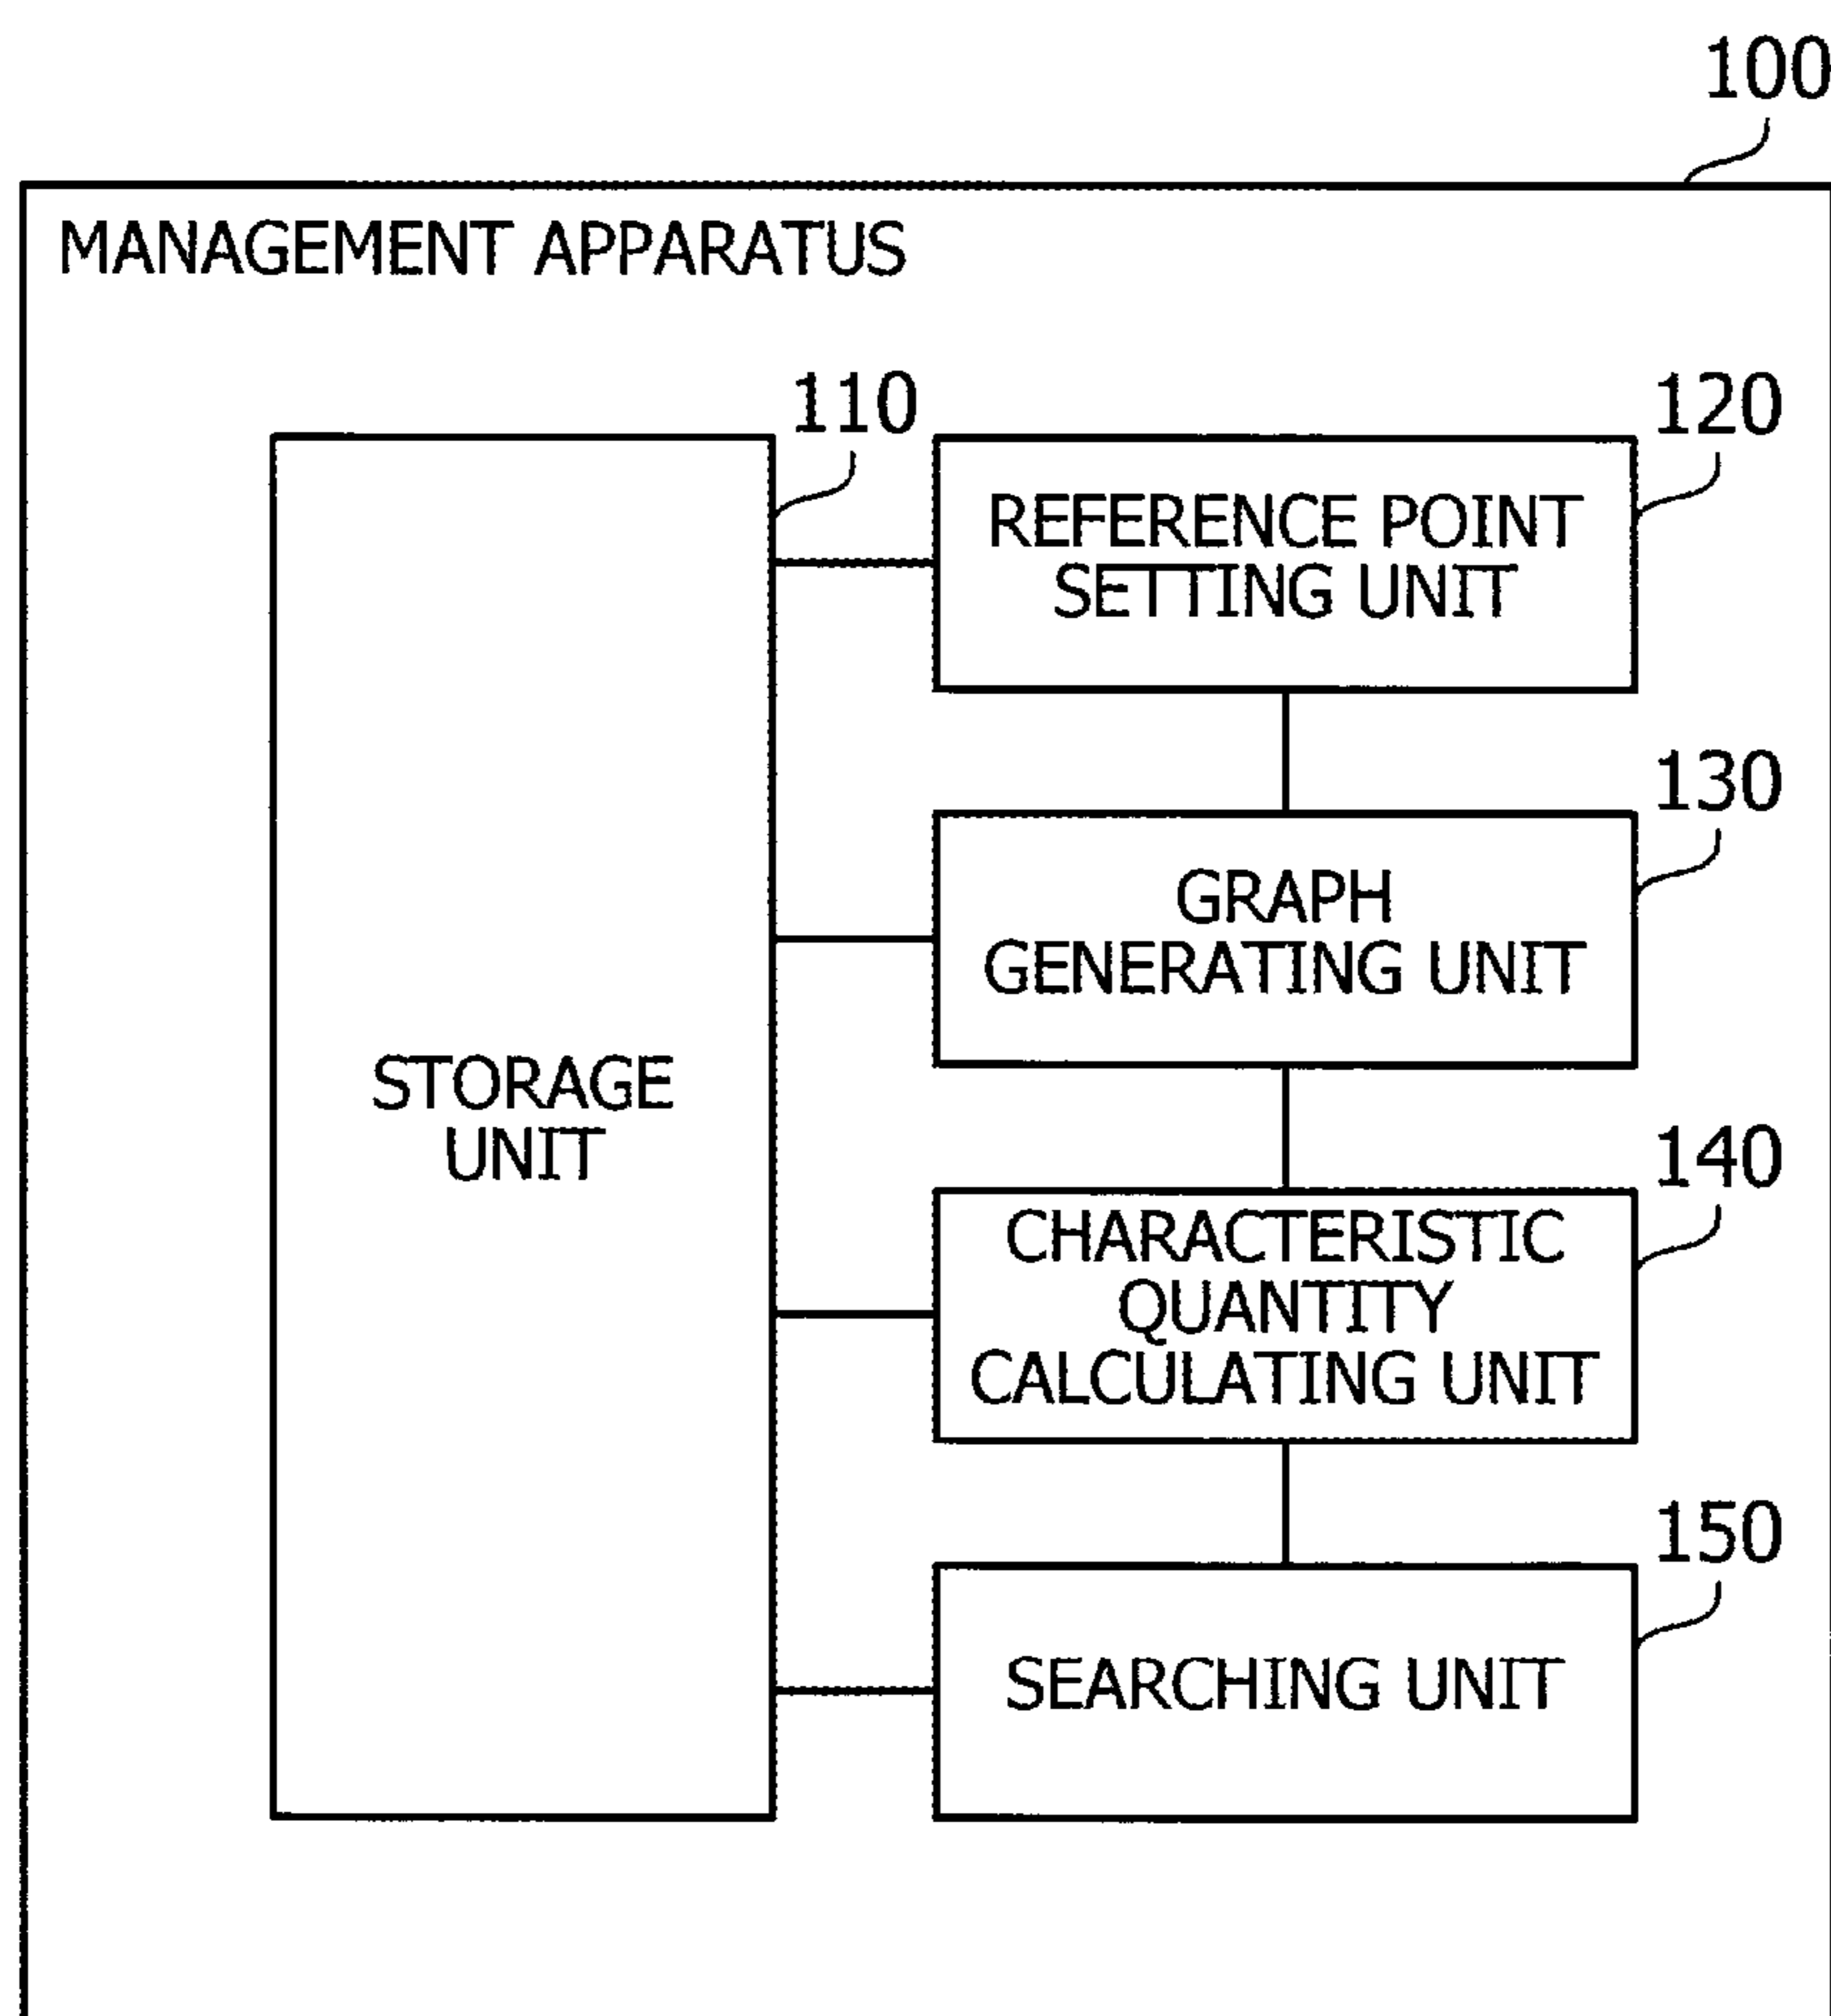 100
MANAGEMENT APPARATUS
110
120
REFERENCE POINT
SETTING UNIT
130
GRAPH
GENERATING UNIT
STORAGE
UNIT
140
CHARACTERISTIC
QUANTITY
CALCULATING UNIT
150
SEARCHING UNIT